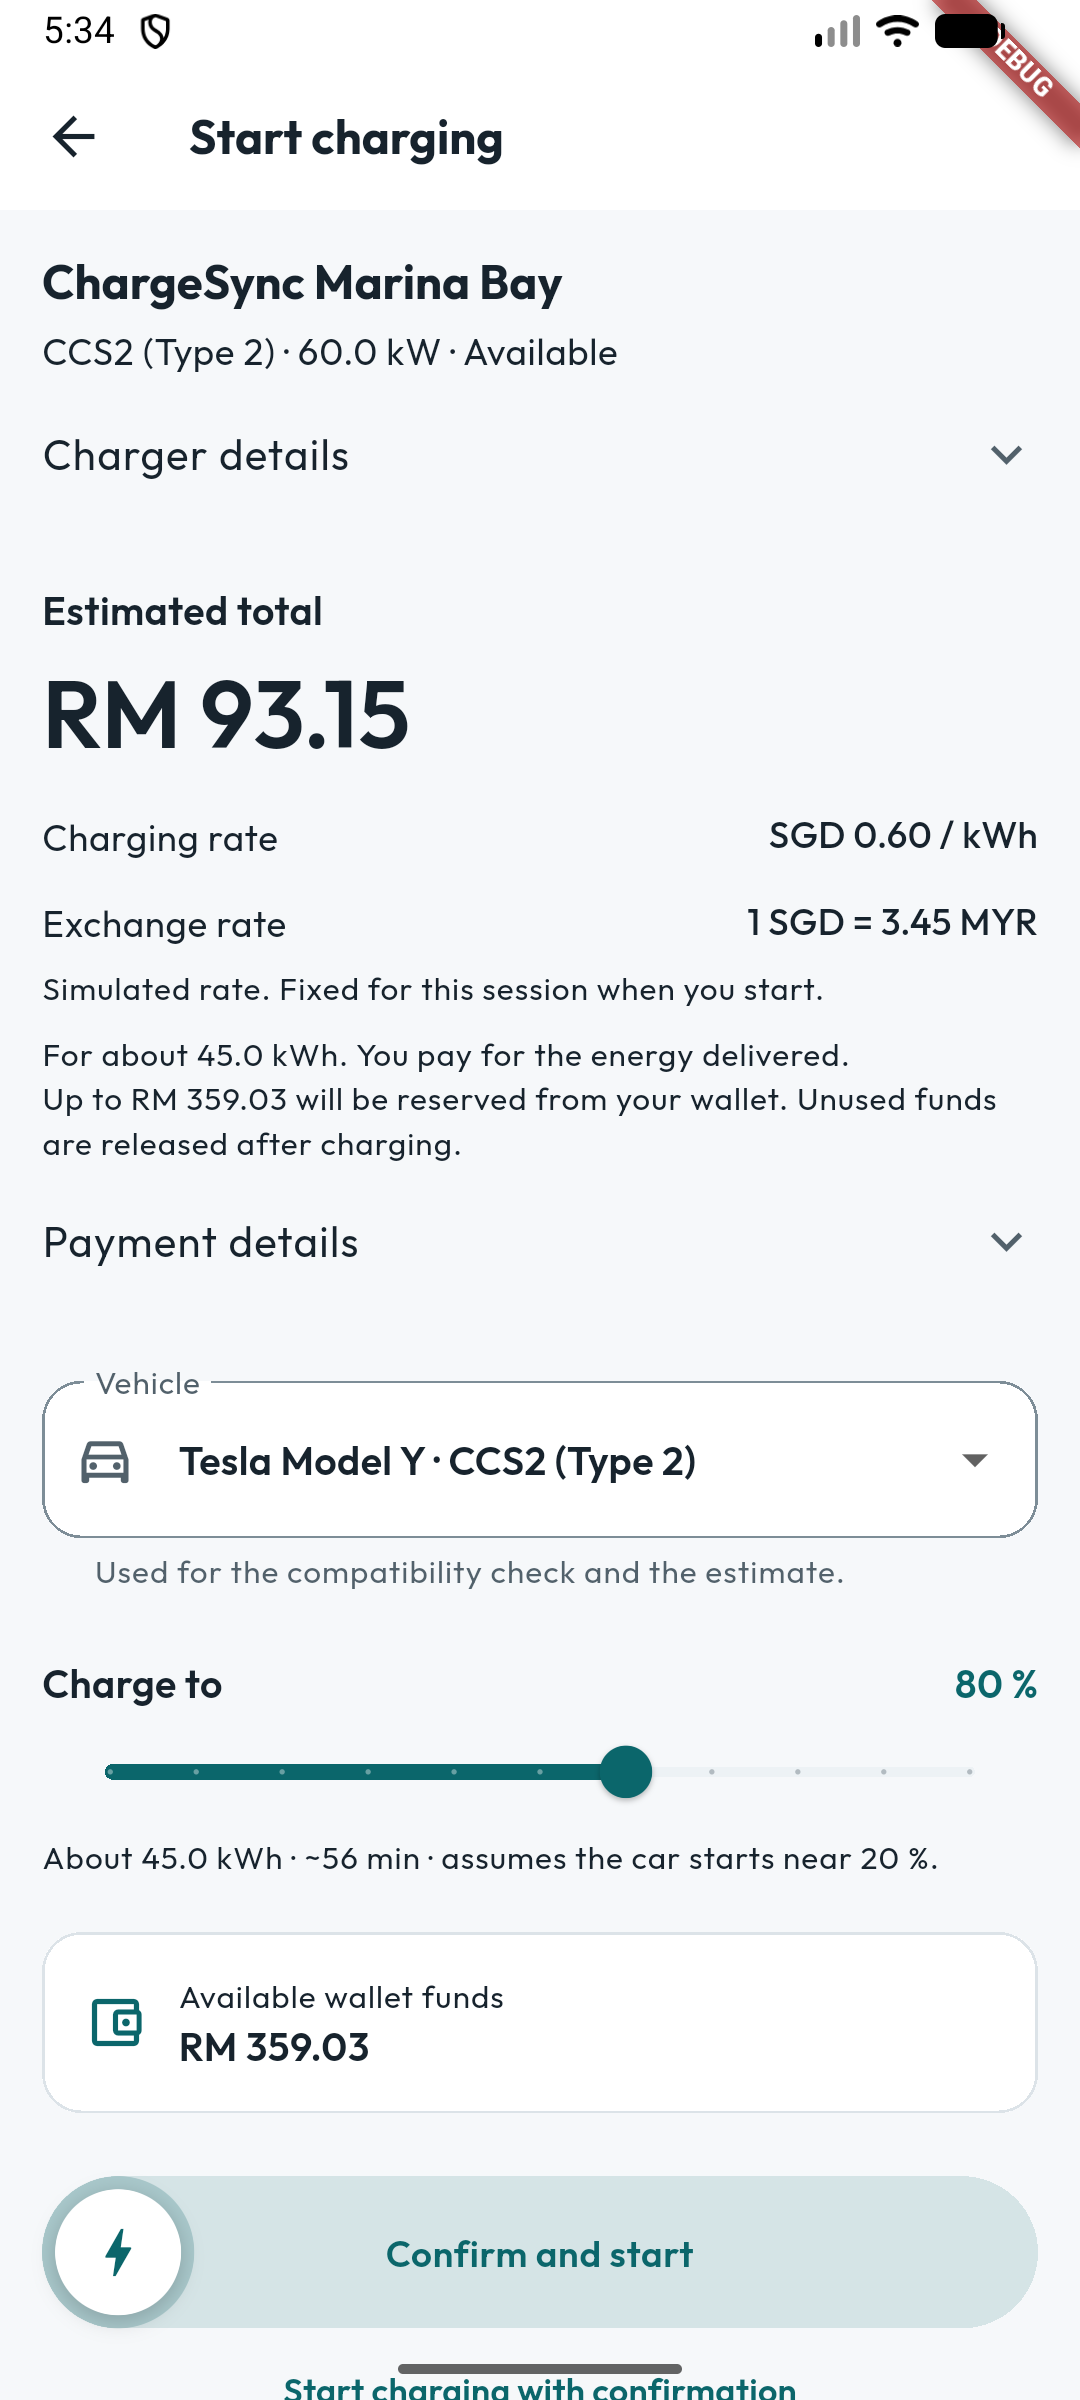 5:34
EBUG
Start charging
ChargeSync Marina Bay
CCS2 (Type 2) · 60.0 kW · Available
Charger details
Estimated total
RM 93.15
Charging rate SGD 0.60 / kWh
Exchange rate 1 SGD = 3.45 MYR
Simulated rate. Fixed for this session when you start.
For about 45.0 kWh. You pay for the energy delivered.
Up to RM 359.03 will be reserved from your wallet. Unused funds
are released after charging.
Payment details
Vehicle
Tesla Model Y · CCS2 (Type 2)
Used for the compatibility check and the estimate.
Charge to 80 %
About 45.0 kWh · ~56 min · assumes the car starts near 20 %.
Available wallet funds
RM 359.03
Confirm and start
Start charging with confirmation